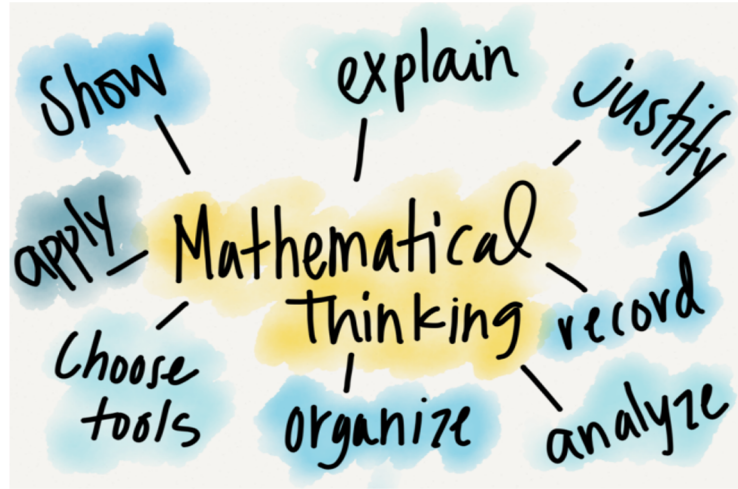 show
explain
justify
apply
Mathematical
Thinking
record
Choose
tools
organize
analyze